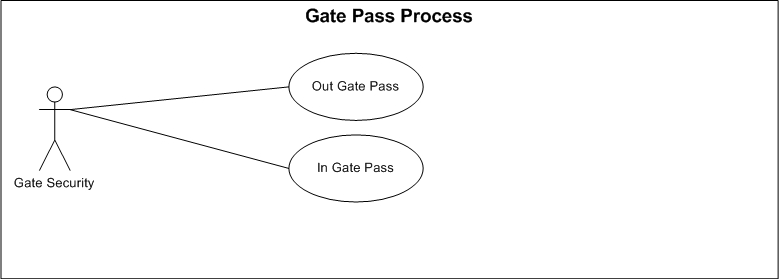 Gate Pass Process
Out Gate Pass
In Gate Pass
Gate Security